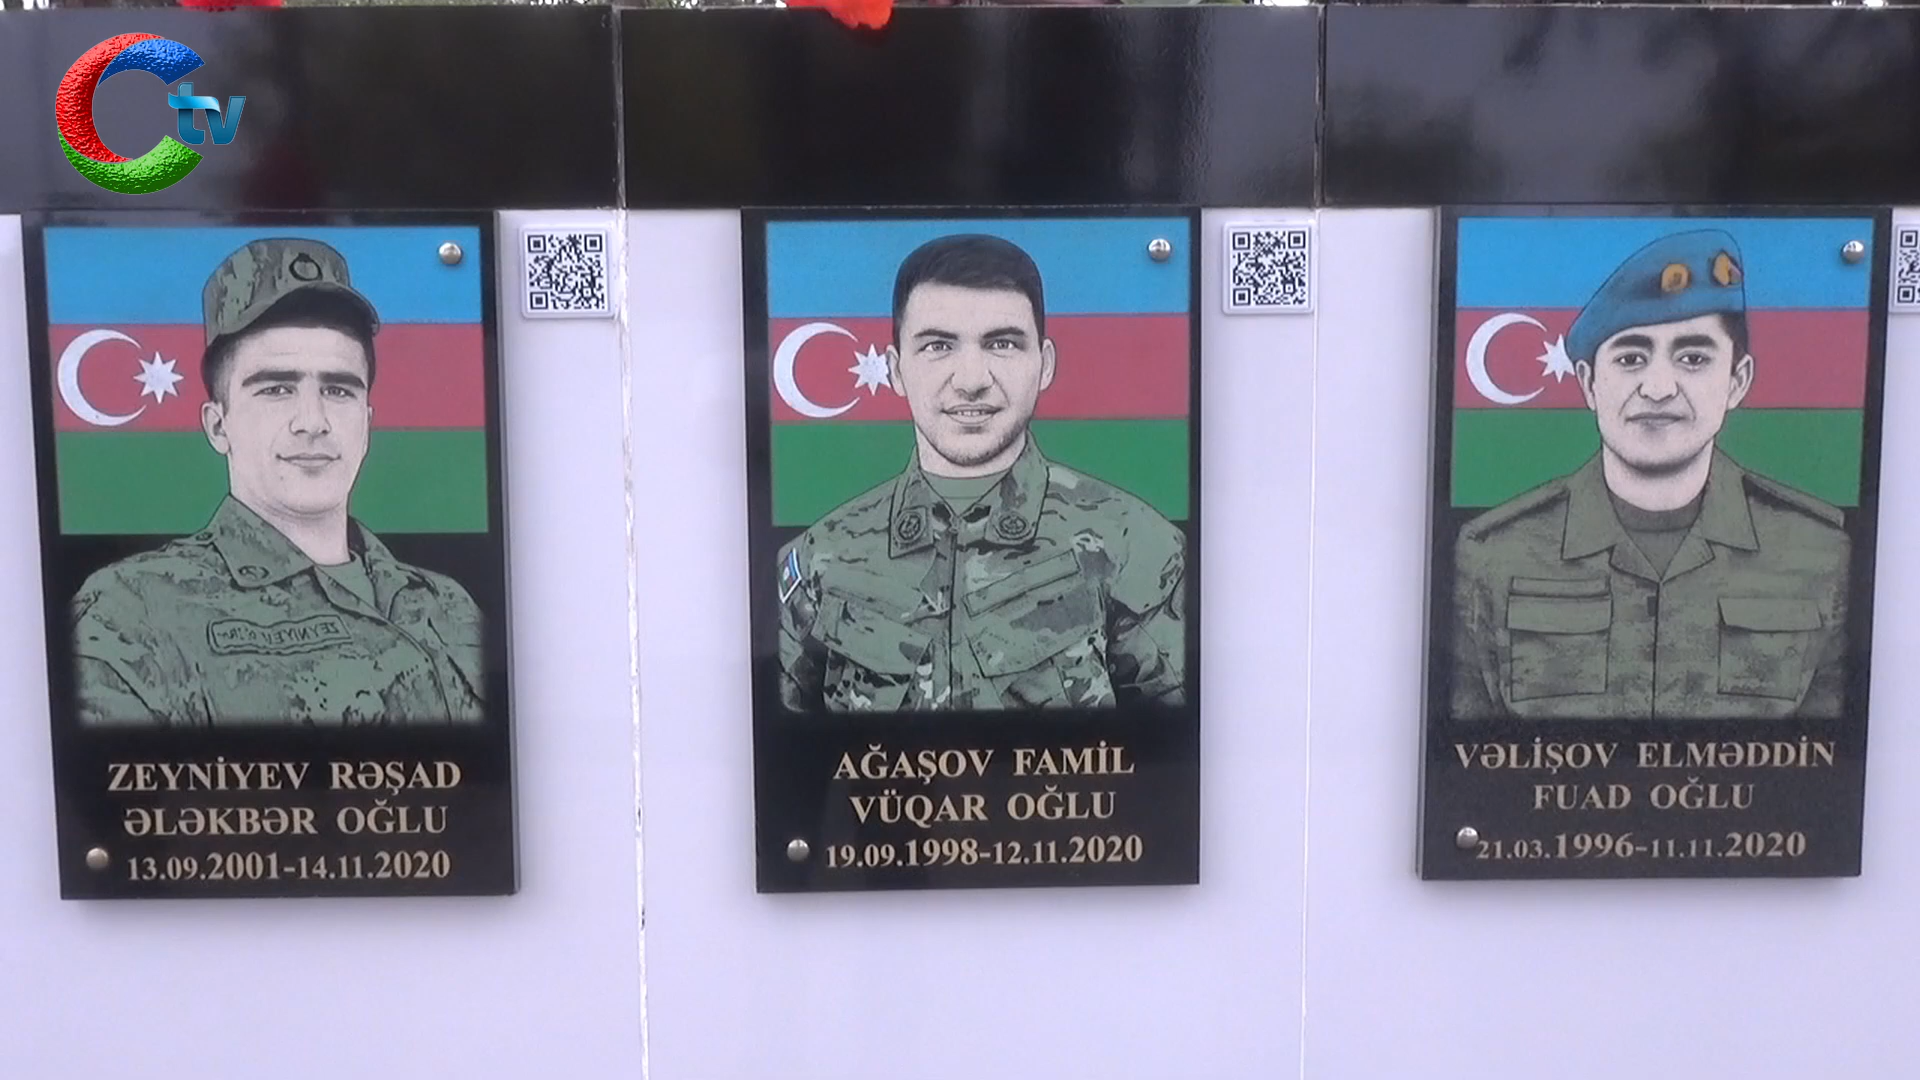 Ctv
ZEYNİYEV RƏŞAD
ƏLƏKBƏR OĞLU
13.09.2001-14.11.2020
AĞAŞOV FAMİL
VÜQAR OĞLU
19.09.1998-12.11.2020
VƏLİŞOV ELMƏDDİN
FUAD OĞLU
21.03.1996-11.11.2020